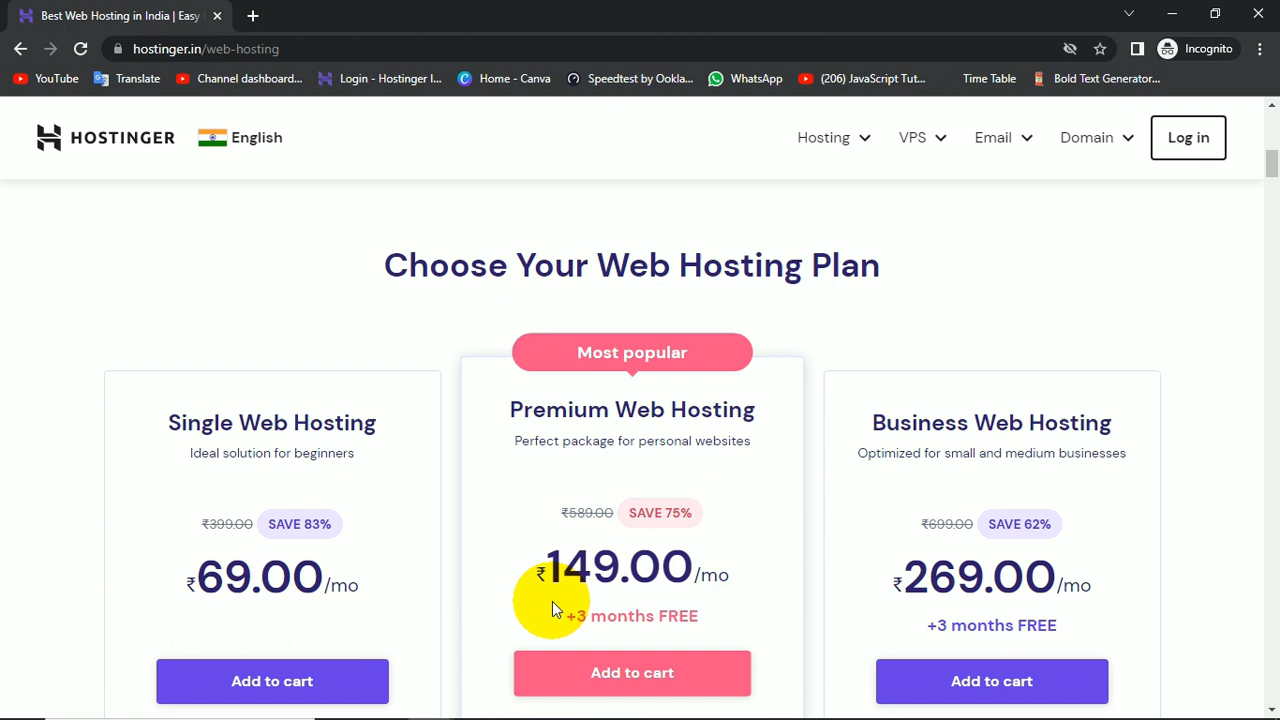 Best Web Hosting in India | Easy
hostinger.in/web-hosting
Incognito
YouTube
Translate
Channel dashboard...
Login - Hostinger I...
Home - Canva
Speedtest by Ookla...
WhatsApp
(206) JavaScript Tut...
Time Table
Bold Text Generator...
HOSTINGER
English
Hosting
VPS
Email
Domain
Log in
Choose Your Web Hosting Plan
Single Web Hosting
Ideal solution for beginners
₹399.00 SAVE 83%
₹69.00/mo
Add to cart
Most popular
Premium Web Hosting
Perfect package for personal websites
₹589.00 SAVE 75%
₹149.00/mo
+3 months FREE
Add to cart
Business Web Hosting
Optimized for small and medium businesses
₹699.00 SAVE 62%
₹269.00/mo
+3 months FREE
Add to cart